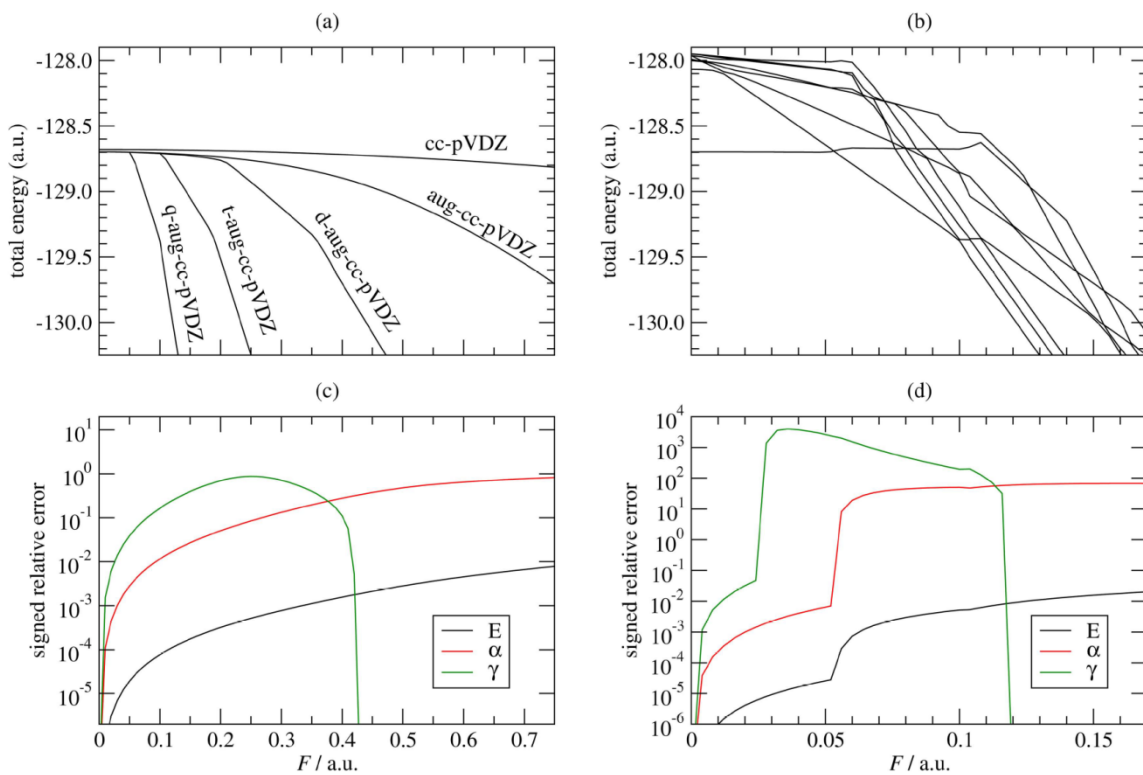 (a)
total energy (a.u.)
-128.0
-128.5
-129.0
-129.5
-130.0
cc-pVDZ
aug-cc-pVDZ
d-aug-cc-pVDZ
t-aug-cc-pVDZ
q-aug-cc-pVDZ
(b)
total energy (a.u.)
-128.0
-128.5
-129.0
-129.5
-130.0
(c)
signed relative error
10^1
10^0
10^-1
10^-2
10^-3
10^-4
10^-5
E
α
γ
0 0.1 0.2 0.3 0.4 0.5 0.6 0.7
F / a.u.
(d)
signed relative error
10^4
10^3
10^2
10^1
10^0
10^-1
10^-2
10^-3
10^-4
10^-5
10^-6
E
α
γ
0 0.05 0.1 0.15
F / a.u.